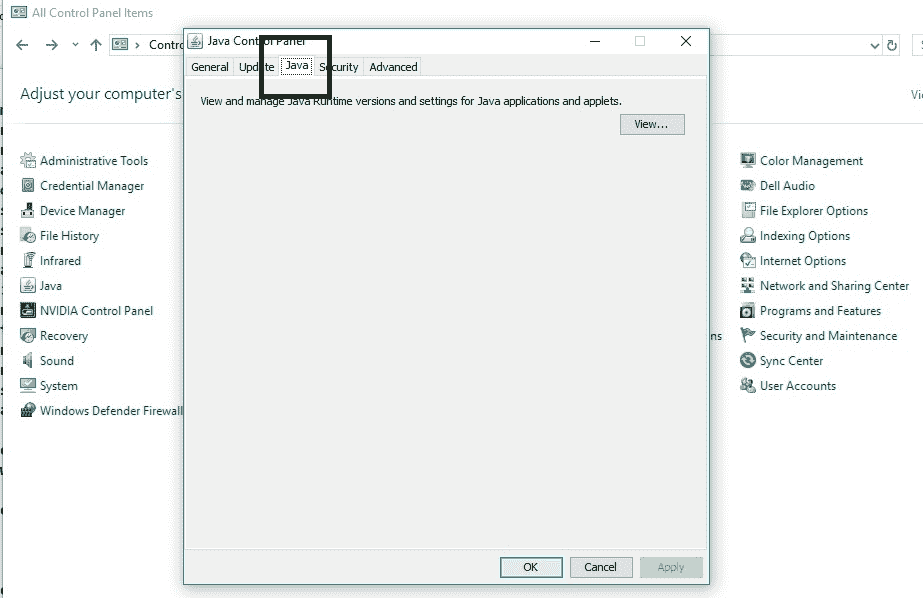 All Control Panel Items
Contro
Java Control Panel
General Update Java Security Advanced
Adjust your computer's
View and manage Java Runtime versions and settings for Java applications and applets.
View...
Administrative Tools
Credential Manager
Device Manager
File History
Infrared
Java
NVIDIA Control Panel
Recovery
Sound
System
Windows Defender Firewall
Color Management
Dell Audio
File Explorer Options
Indexing Options
Internet Options
Network and Sharing Center
Programs and Features
ns
Security and Maintenance
Sync Center
User Accounts
OK Cancel Apply